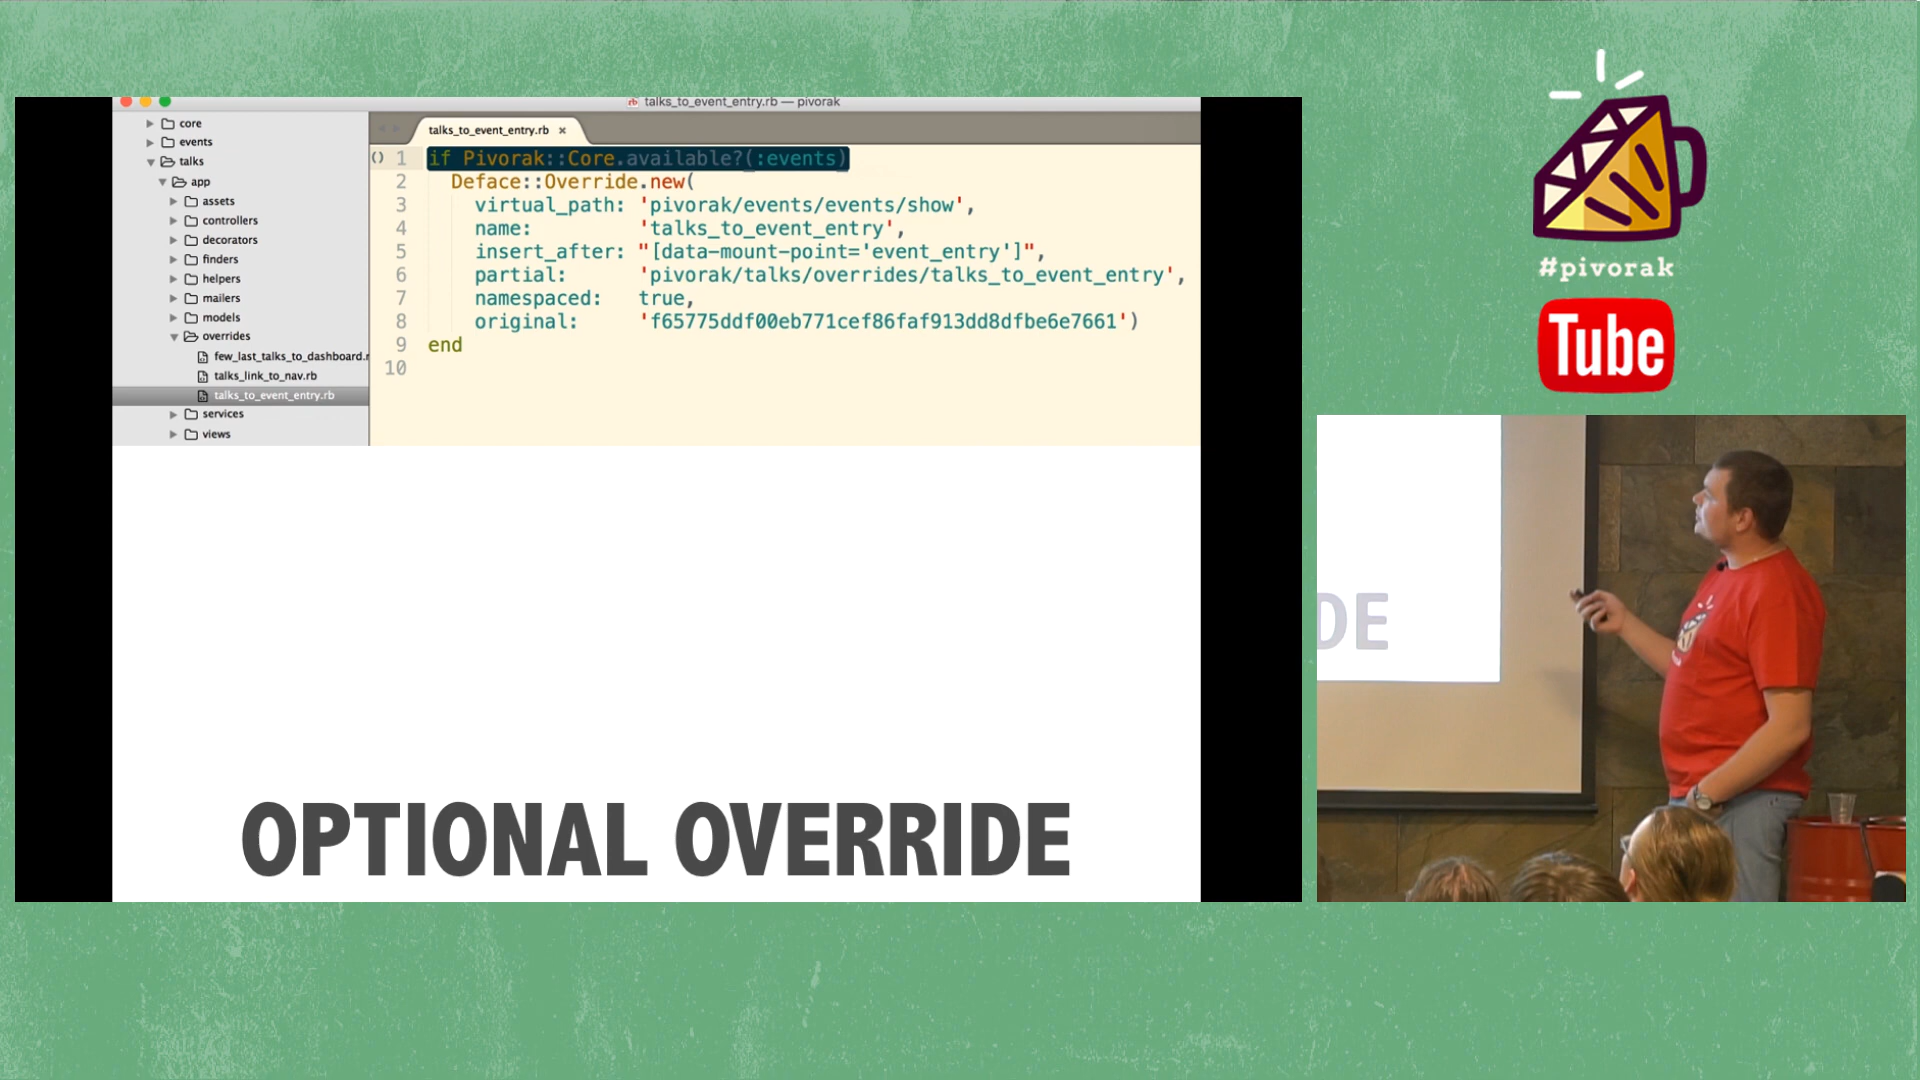 talks_to_event_entry.rb — pivorak
core
events
talks
app
assets
controllers
decorators
finders
helpers
mailers
models
overrides
few_last_talks_to_dashboard.r
talks_link_to_nav.rb
talks_to_event_entry.rb
services
views
talks_to_event_entry.rb ×
() 1 if Pivorak::Core.available?(:events)
2 Deface::Override.new(
3 virtual_path: 'pivorak/events/events/show',
4 name: 'talks_to_event_entry',
5 insert_after: "[data-mount-point='event_entry']",
6 partial: 'pivorak/talks/overrides/talks_to_event_entry',
7 namespaced: true,
8 original: 'f65775ddf00eb771cef86faf913dd8dfbe6e7661')
9 end
10
OPTIONAL OVERRIDE
#pivorak
Tube
DE